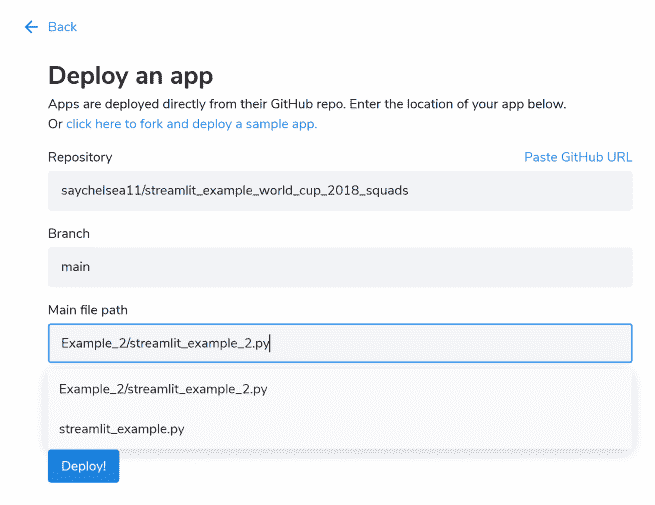 Back
Deploy an app
Apps are deployed directly from their GitHub repo. Enter the location of your app below.
Or click here to fork and deploy a sample app.
Repository
Paste GitHub URL
saychelsea11/streamlit_example_world_cup_2018_squads
Branch
main
Main file path
Example_2/streamlit_example_2.py
Example_2/streamlit_example_2.py
streamlit_example.py
Deploy!